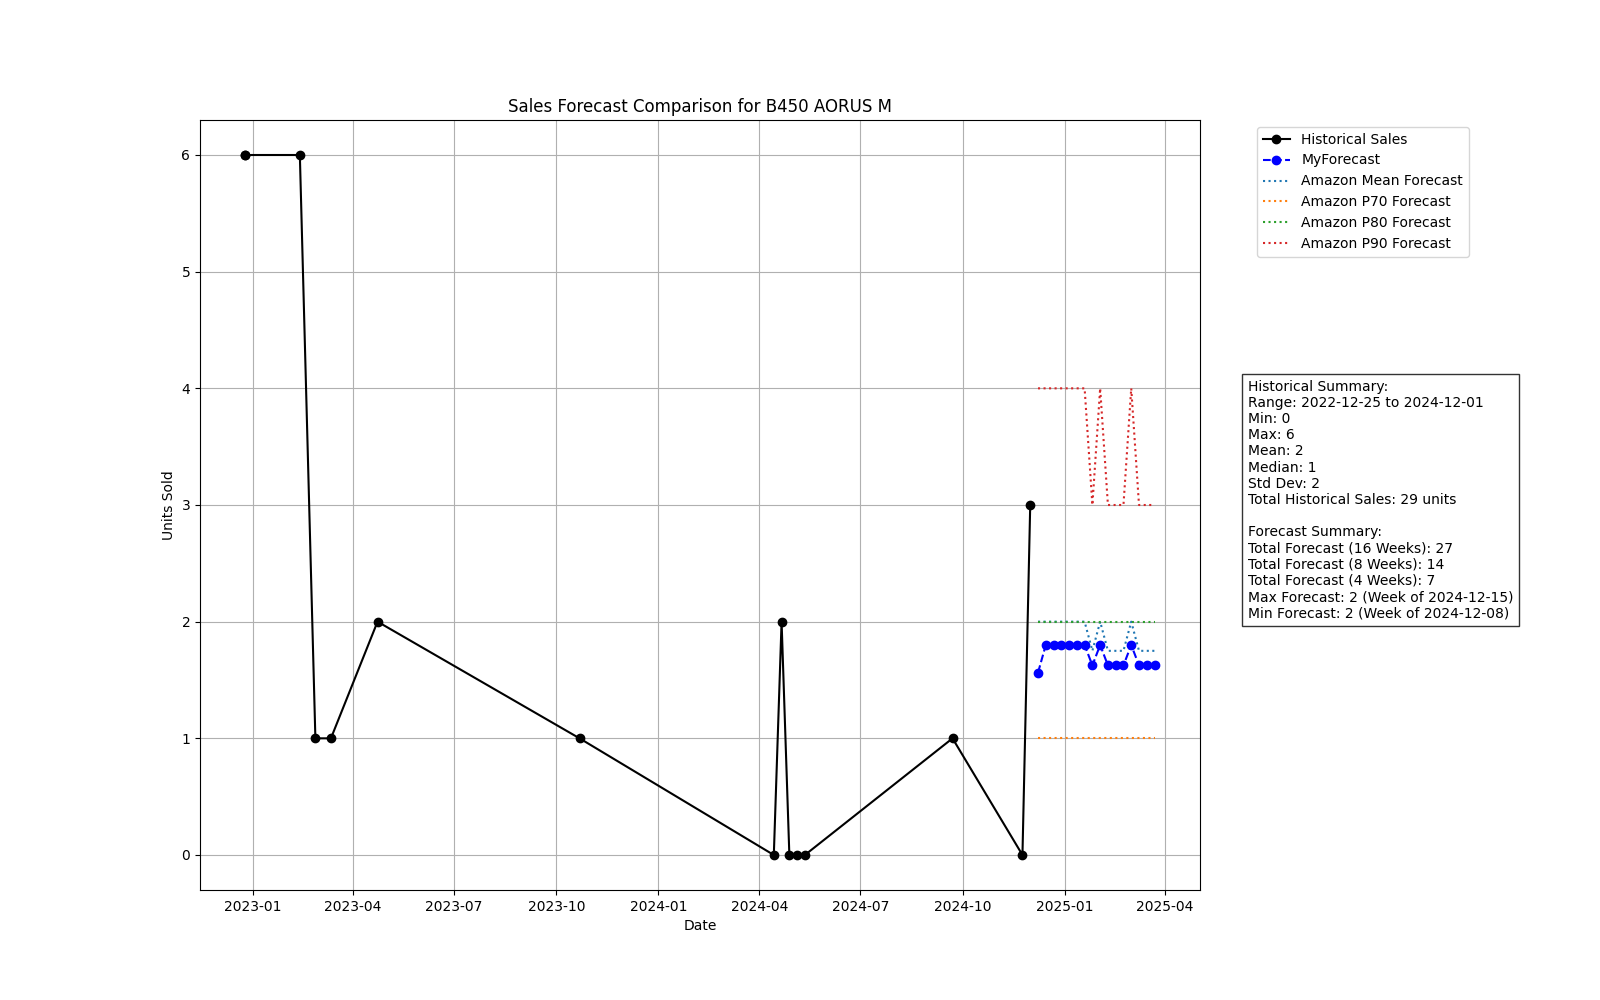 Sales Forecast Comparison for B450 AORUS M
Units Sold
6
5
4
3
2
1
0
2023-01
2023-04
2023-07
2023-10
2024-01
2024-04
2024-07
2024-10
2025-01
2025-04
Date
Historical Sales
MyForecast
Amazon Mean Forecast
Amazon P70 Forecast
Amazon P80 Forecast
Amazon P90 Forecast
Historical Summary:
Range: 2022-12-25 to 2024-12-01
Min: 0
Max: 6
Mean: 2
Median: 1
Std Dev: 2
Total Historical Sales: 29 units
Forecast Summary:
Total Forecast (16 Weeks): 27
Total Forecast (8 Weeks): 14
Total Forecast (4 Weeks): 7
Max Forecast: 2 (Week of 2024-12-15)
Min Forecast: 2 (Week of 2024-12-08)